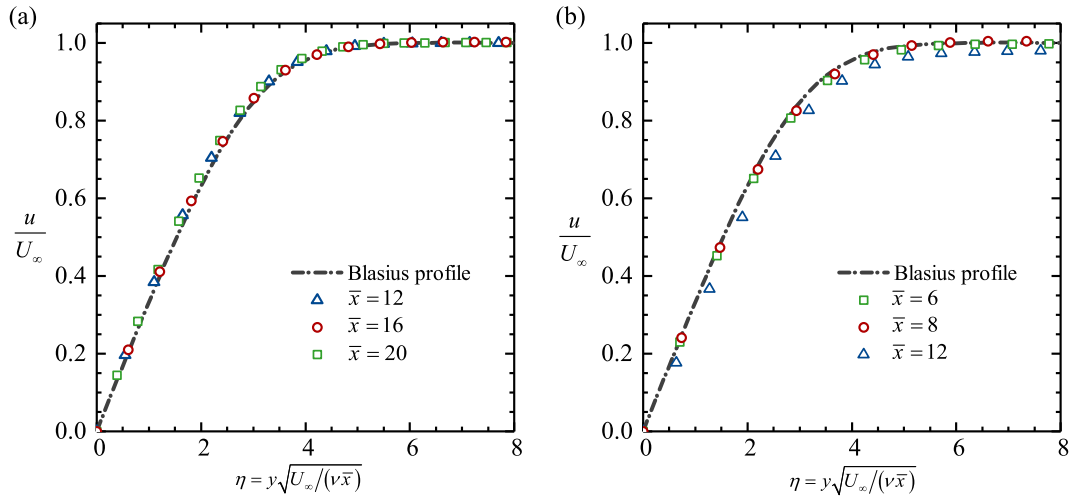 (a)
1.0
0.8
0.6
0.4
0.2
0.0
u
U∞
Blasius profile
x̅ = 12
x̅ = 16
x̅ = 20
0 2 4 6 8
η = y√U∞/(νx̅)
(b)
1.0
0.8
0.6
0.4
0.2
0.0
u
U∞
Blasius profile
x̅ = 6
x̅ = 8
x̅ = 12
0 2 4 6 8
η = y√U∞/(νx̅)